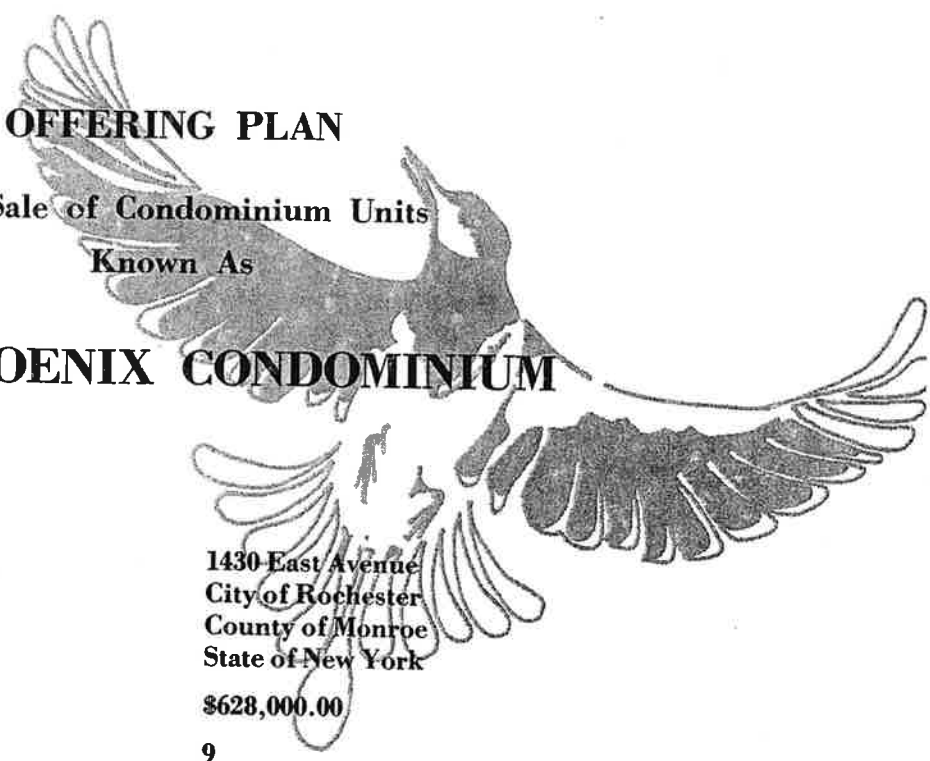 OFFERING PLAN
Sale of Condominium Units
Known As
OENIX CONDOMINIUM
1430 East Avenue
City of Rochester
County of Monroe
State of New York
$628,000.00
9